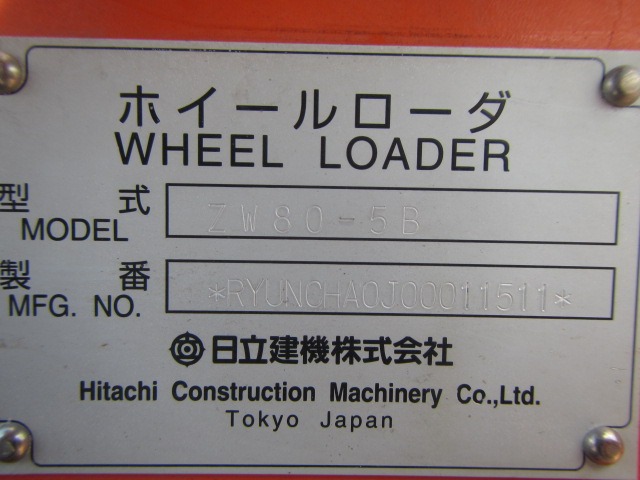 ホイールローダ
WHEEL LOADER
型式 ZW80-5B
MODEL
製番 *RYUNCHA0J00011511*
MFG. NO.
日立建機株式会社
Hitachi Construction Machinery Co.,Ltd.
Tokyo Japan